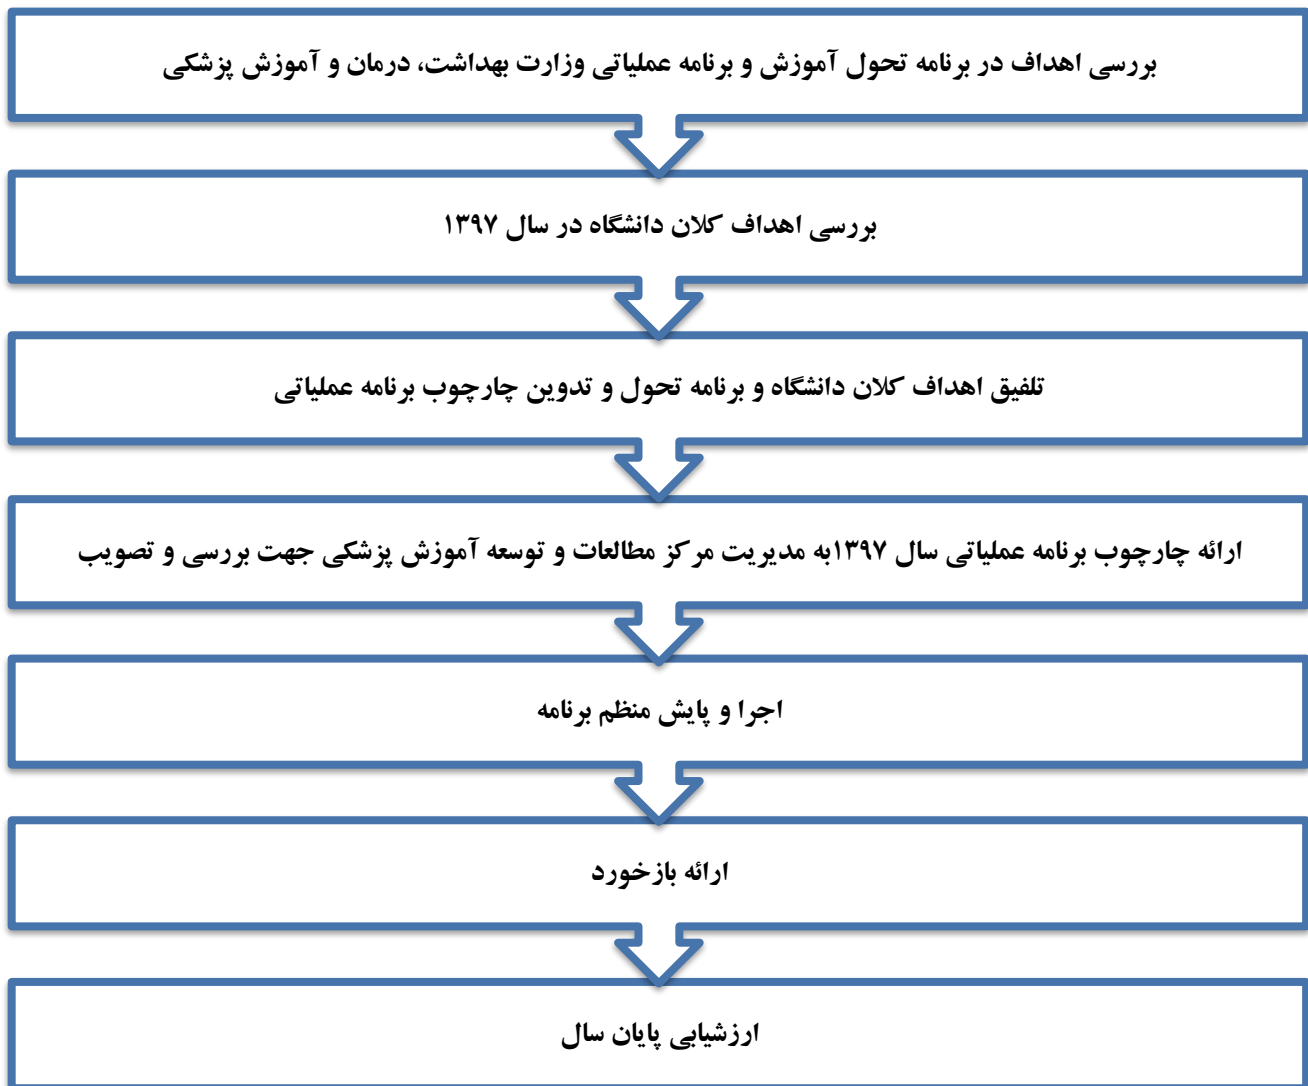 بررسی اهداف در برنامه تحول آموزش و برنامه عملیاتی وزارت بهداشت، درمان و آموزش پزشکی
بررسی اهداف کلان دانشگاه در سال ۱۳۹۷
تلفیق اهداف کلان دانشگاه و برنامه تحول و تدوین چارچوب برنامه عملیاتی
ارائه چارچوب برنامه عملیاتی سال ۱۳۹۷به مدیریت مرکز مطالعات و توسعه آموزش پزشکی جهت بررسی و تصویب
اجرا و پایش منظم برنامه
ارائه بازخورد
ارزشیابی پایان سال